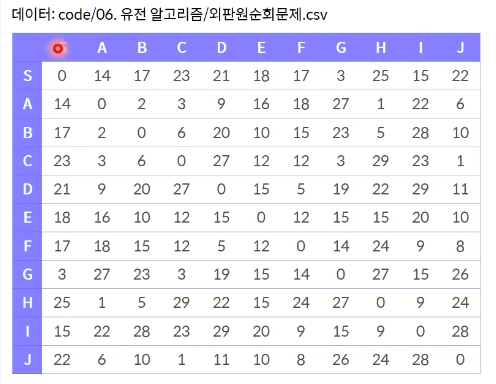 데이터: code/06. 유전 알고리즘/외판원순회문제.csv
A B C D E F G H I J
S 0 14 17 23 21 18 17 3 25 15 22
A 14 0 2 3 9 16 18 27 1 22 6
B 17 2 0 6 20 10 15 23 5 28 10
C 23 3 6 0 27 12 12 3 29 23 1
D 21 9 20 27 0 15 5 19 22 29 11
E 18 16 10 12 15 0 12 15 15 20 10
F 17 18 15 12 5 12 0 14 24 9 8
G 3 27 23 3 19 15 14 0 27 15 26
H 25 1 5 29 22 15 24 27 0 9 24
I 15 22 28 23 29 20 9 15 9 0 28
J 22 6 10 1 11 10 8 26 24 28 0